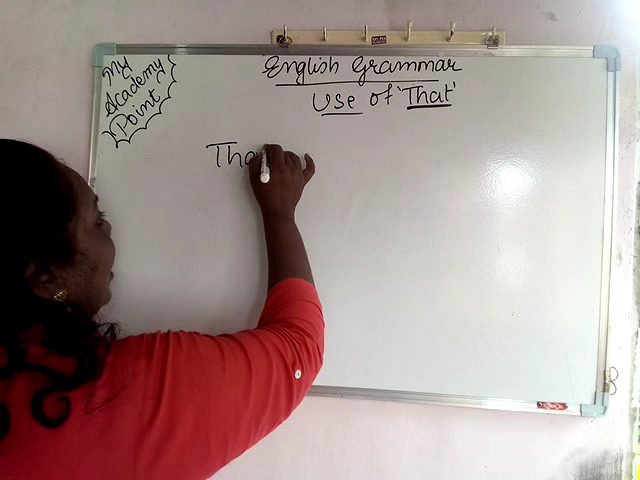 My
Academy
Point
English Grammar
Use of 'That'
Tha